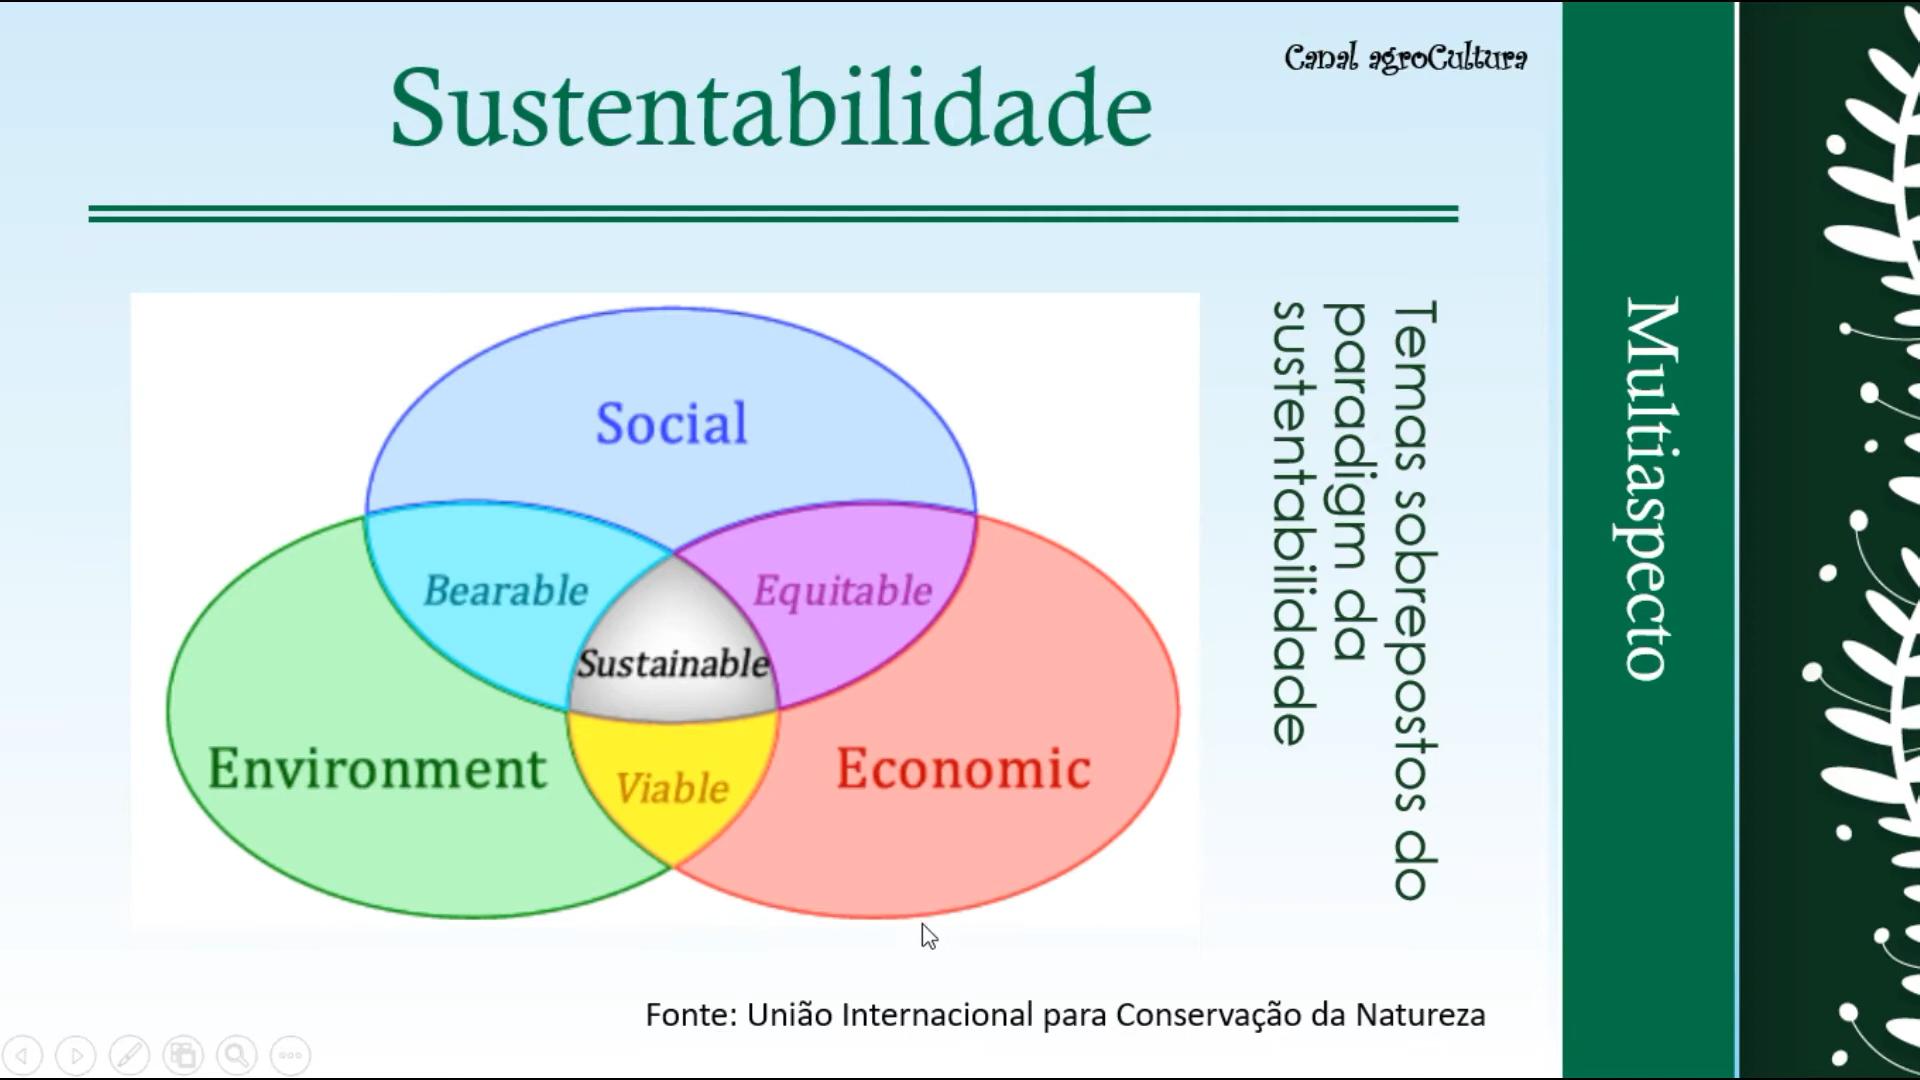 Canal agroCultura
Sustentabilidade
Social
Bearable
Equitable
Sustainable
Environment
Viable
Economic
Temas sobrepostos do
paradigm da
sustentabilidade
Multiaspecto
Fonte: União Internacional para Conservação da Natureza